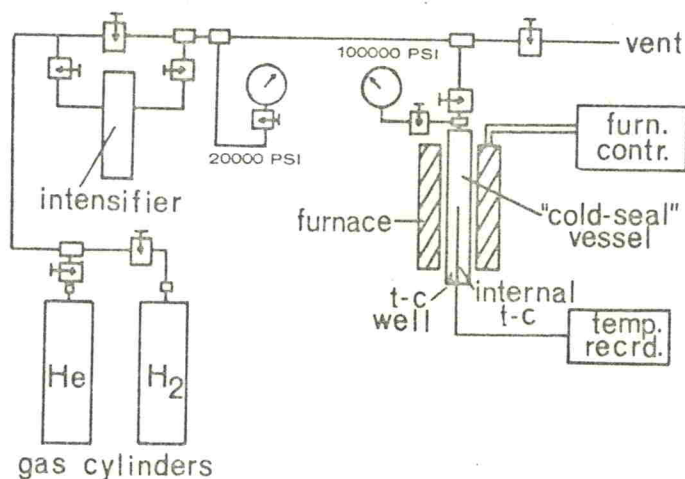 vent
100000 PSI
furn.
contr.
20000 PSI
intensifier
furnace
"cold-seal"
vessel
t-c
well
internal
t-c
temp.
recrd.
He
H2
gas cylinders